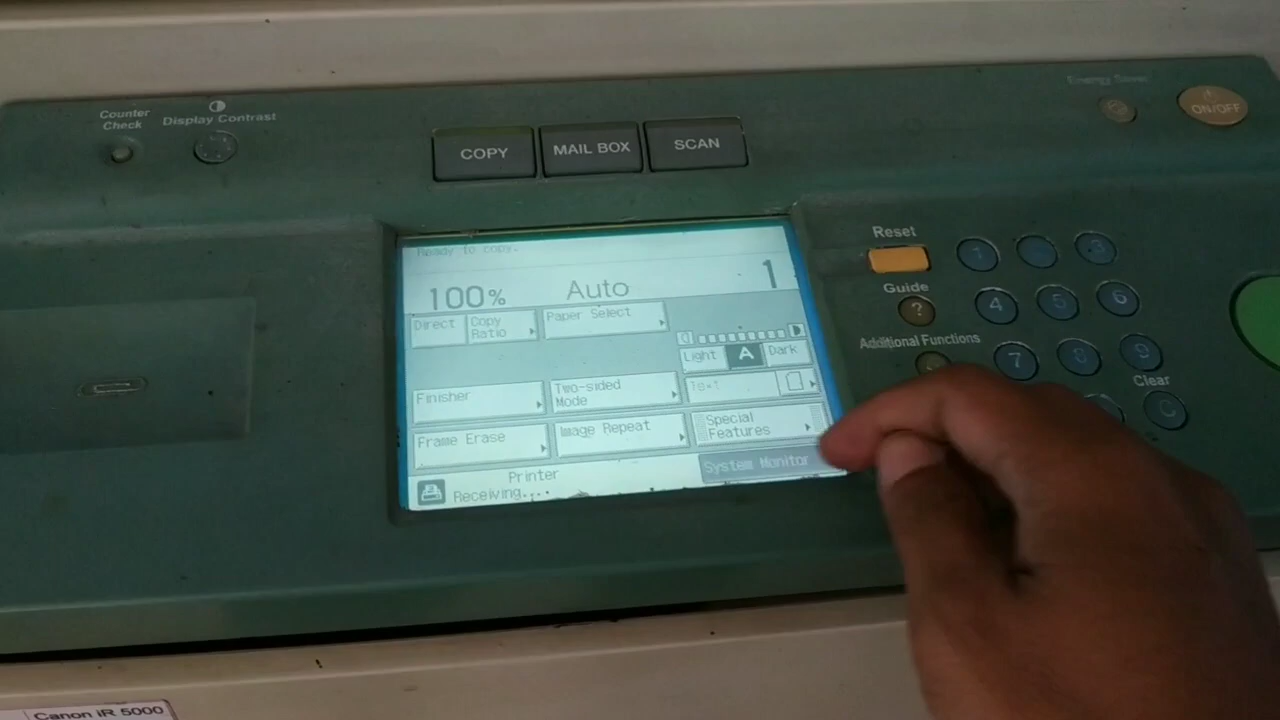 Counter
Check
Display Contrast
COPY
MAIL BOX
SCAN
Energy Saver
ON/OFF
Ready to copy.
100%
Auto
1
Direct
Copy
Ratio
Paper Select
Light
A
Dark
Text
Finisher
Two-sided
Mode
Frame Erase
Image Repeat
Special
Features
System Monitor
Printer
Receiving....
Reset
Guide
?
Additional Functions
1
3
4
5
6
7
8
9
Clear
C
Canon iR 5000